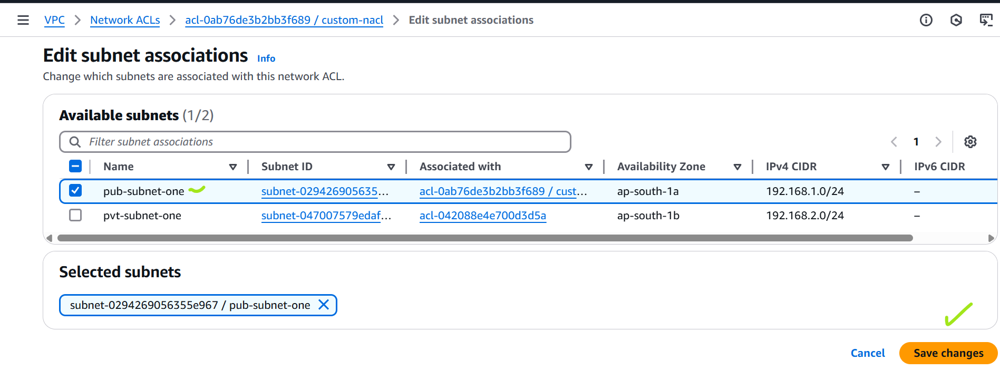 VPC > Network ACLs > acl-0ab76de3b2bb3f689 / custom-nacl > Edit subnet associations
Edit subnet associations Info
Change which subnets are associated with this network ACL.
Available subnets (1/2)
Filter subnet associations
1
Name Subnet ID Associated with Availability Zone IPv4 CIDR IPv6 CIDR
pub-subnet-one subnet-029426905635... acl-0ab76de3b2bb3f689 / cust... ap-south-1a 192.168.1.0/24 –
pvt-subnet-one subnet-047007579edaf... acl-042088e4e700d3d5a ap-south-1b 192.168.2.0/24 –
Selected subnets
subnet-0294269056355e967 / pub-subnet-one
Cancel Save changes